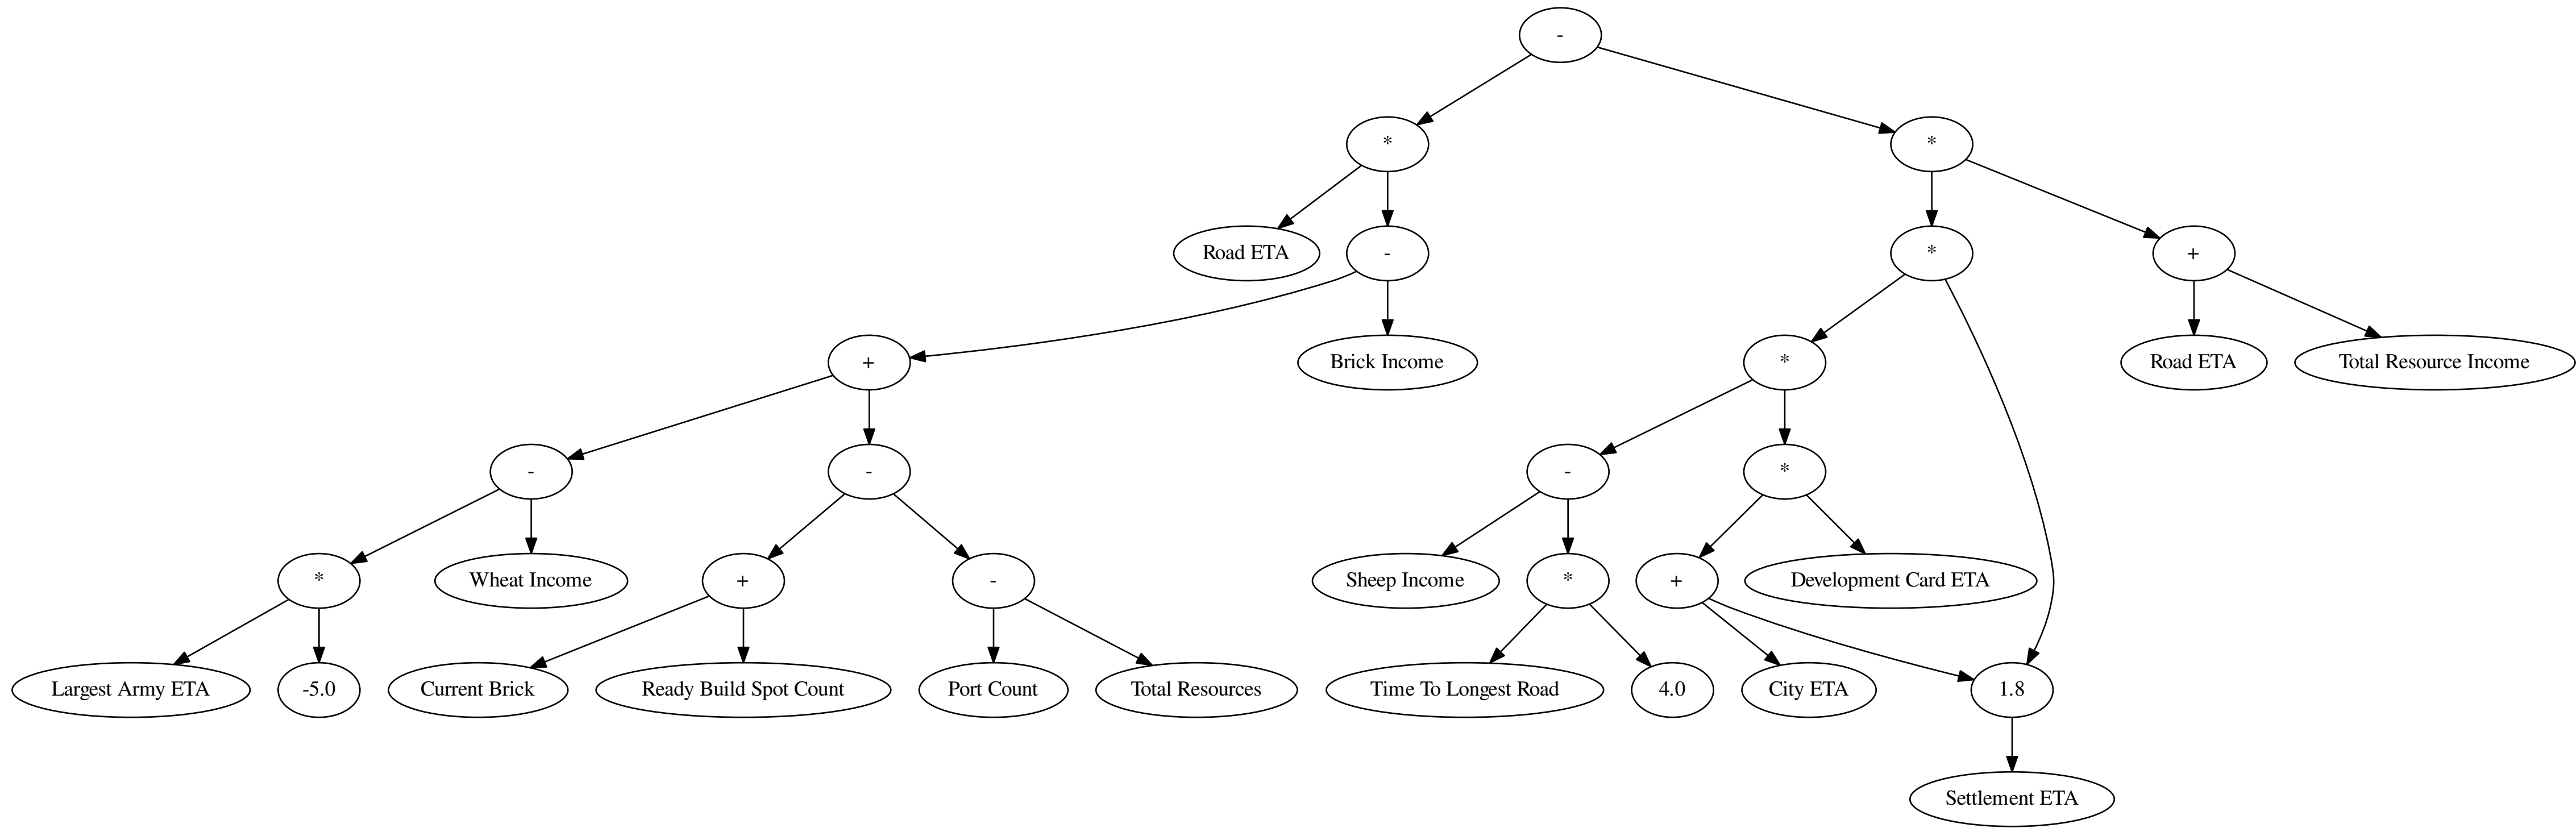 -
*
*
Road ETA
-
*
+
+
Brick Income
*
Road ETA
Total Resource Income
-
-
-
*
*
Wheat Income
+
-
Sheep Income
*
+
Development Card ETA
Largest Army ETA
-5.0
Current Brick
Ready Build Spot Count
Port Count
Total Resources
Time To Longest Road
4.0
City ETA
1.8
Settlement ETA